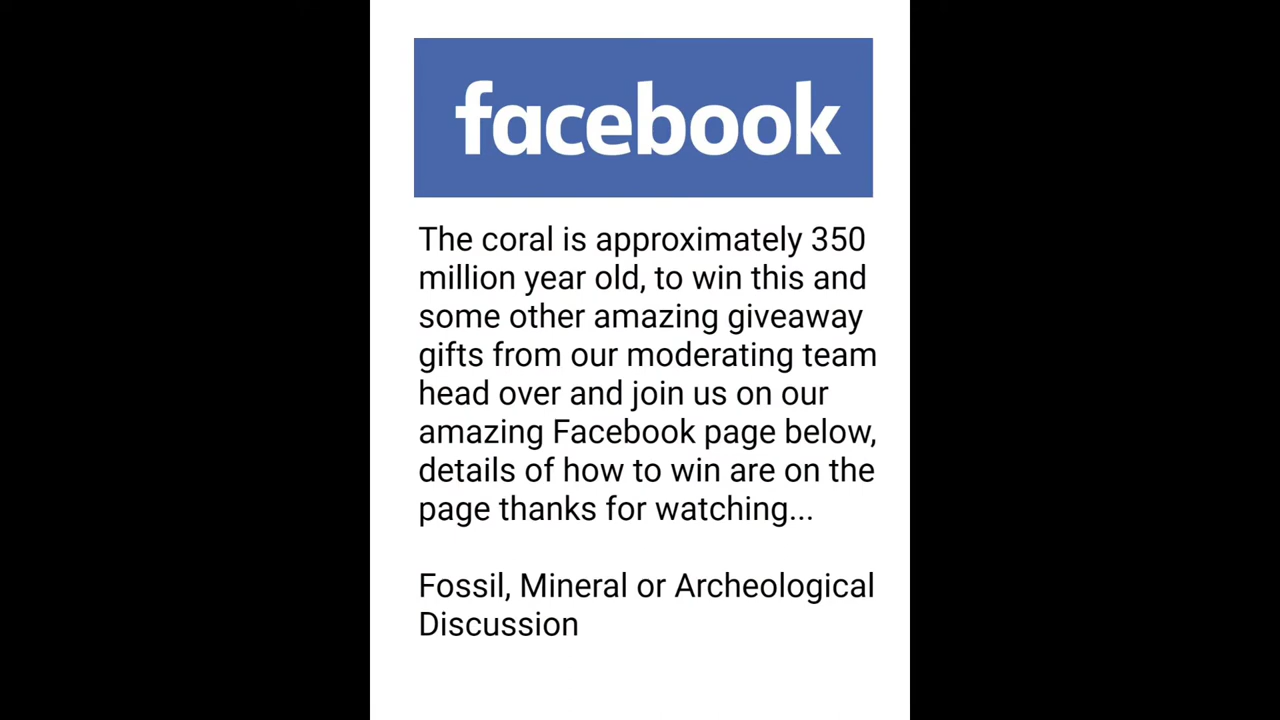 facebook
The coral is approximately 350
million year old, to win this and
some other amazing giveaway
gifts from our moderating team
head over and join us on our
amazing Facebook page below,
details of how to win are on the
page thanks for watching...
Fossil, Mineral or Archeological
Discussion